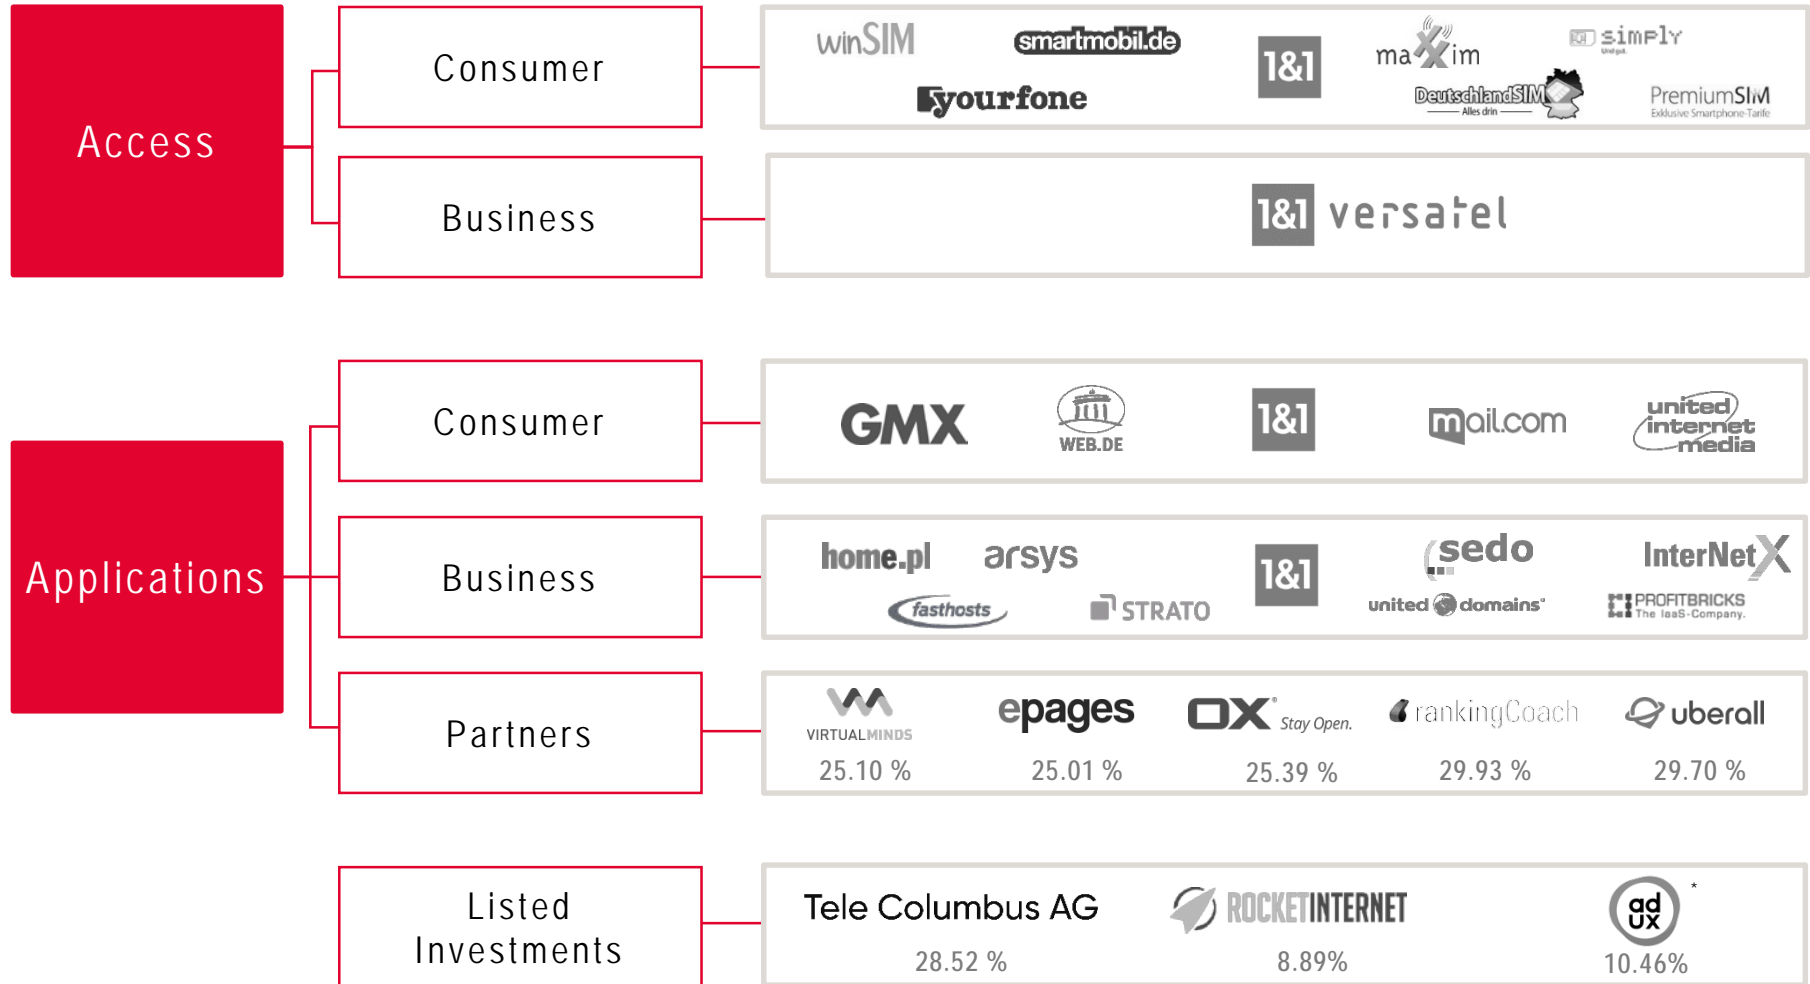 Access
Consumer
winSIM
smartmobil.de
1&1
maXXim
simply
Und gut.
yourfone
DeutschlandSIM
Alles drin
PremiumSIM
Exklusive Smartphone-Tarife
Business
1&1 versatel
Applications
Consumer
GMX
WEB.DE
1&1
mail.com
united
internet
media
Business
home.pl
arsys
1&1
sedo
InterNetX
fasthosts
STRATO
united domains
PROFITBRICKS
The IaaS-Company.
Partners
VIRTUALMINDS
epages
OX® Stay Open.
rankingCoach
uberall
25.10 %
25.01 %
25.39 %
29.93 %
29.70 %
Listed
Investments
Tele Columbus AG
ROCKETINTERNET
ad
ux
*
28.52 %
8.89%
10.46%